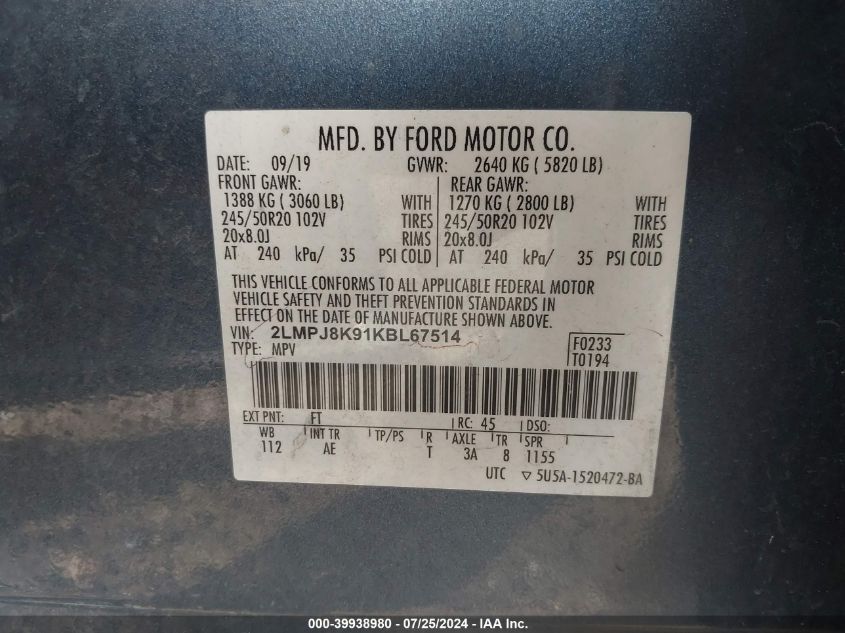 MFD. BY FORD MOTOR CO.
DATE: 09/19 GVWR: 2640 KG ( 5820 LB)
FRONT GAWR: REAR GAWR:
1388 KG ( 3060 LB) WITH 1270 KG ( 2800 LB) WITH
245/50R20 102V TIRES 245/50R20 102V TIRES
20x8.0J RIMS 20x8.0J RIMS
AT 240 kPa/ 35 PSI COLD AT 240 kPa/ 35 PSI COLD
THIS VEHICLE CONFORMS TO ALL APPLICABLE FEDERAL MOTOR
VEHICLE SAFETY AND THEFT PREVENTION STANDARDS IN
EFFECT ON THE DATE OF MANUFACTURE SHOWN ABOVE.
VIN: 2LMPJ8K91KBL67514 F0233
TYPE: MPV T0194
EXT PNT: FT RC: 45 DSO:
WB INT TR TP/PS R AXLE TR SPR
112 AE T 3A 8 1155
UTC ▽ 5U5A-1520472-BA
000-39938980 / 07/25/2024 - IAA Inc.